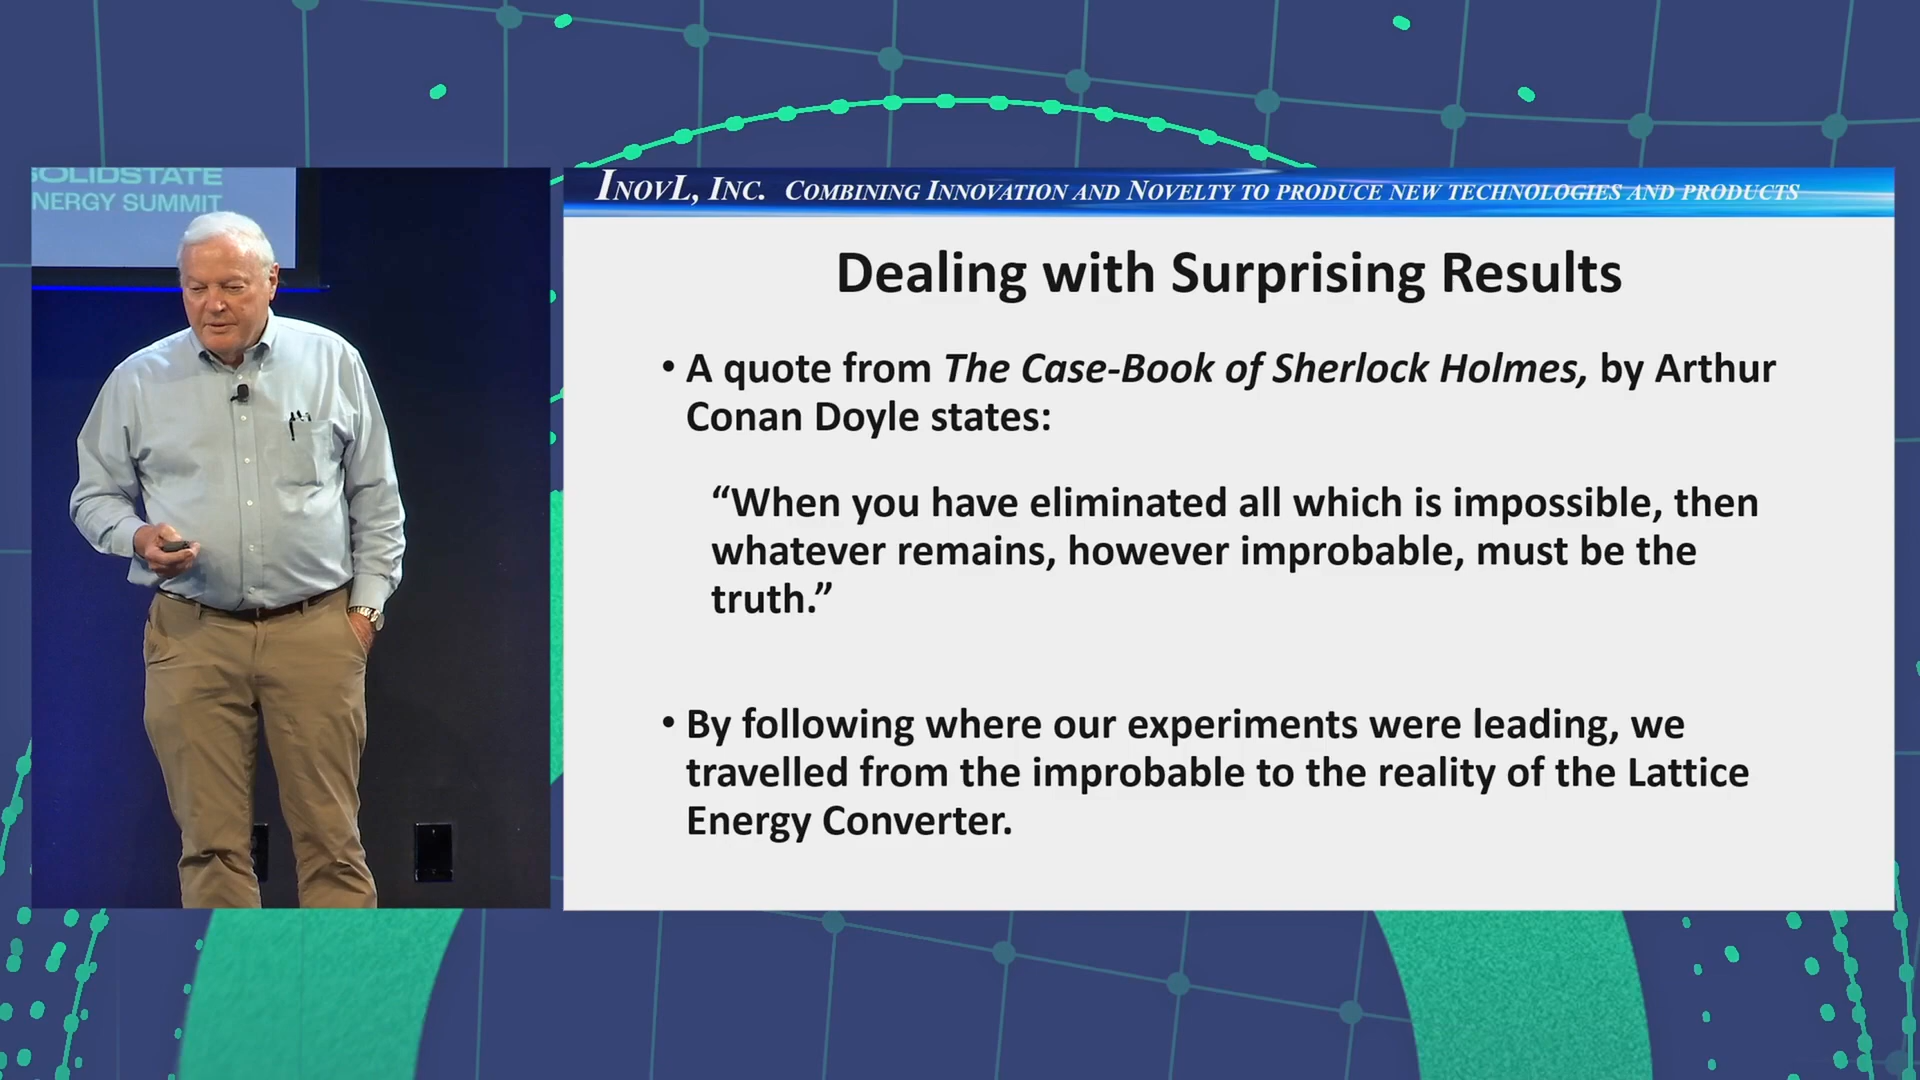 SOLIDSTATE
NERGY SUMMIT
INOVL, INC. COMBINING INNOVATION AND NOVELTY TO PRODUCE NEW TECHNOLOGIES AND PRODUCTS
Dealing with Surprising Results
• A quote from The Case-Book of Sherlock Holmes, by Arthur
Conan Doyle states:
“When you have eliminated all which is impossible, then
whatever remains, however improbable, must be the
truth.”
• By following where our experiments were leading, we
travelled from the improbable to the reality of the Lattice
Energy Converter.